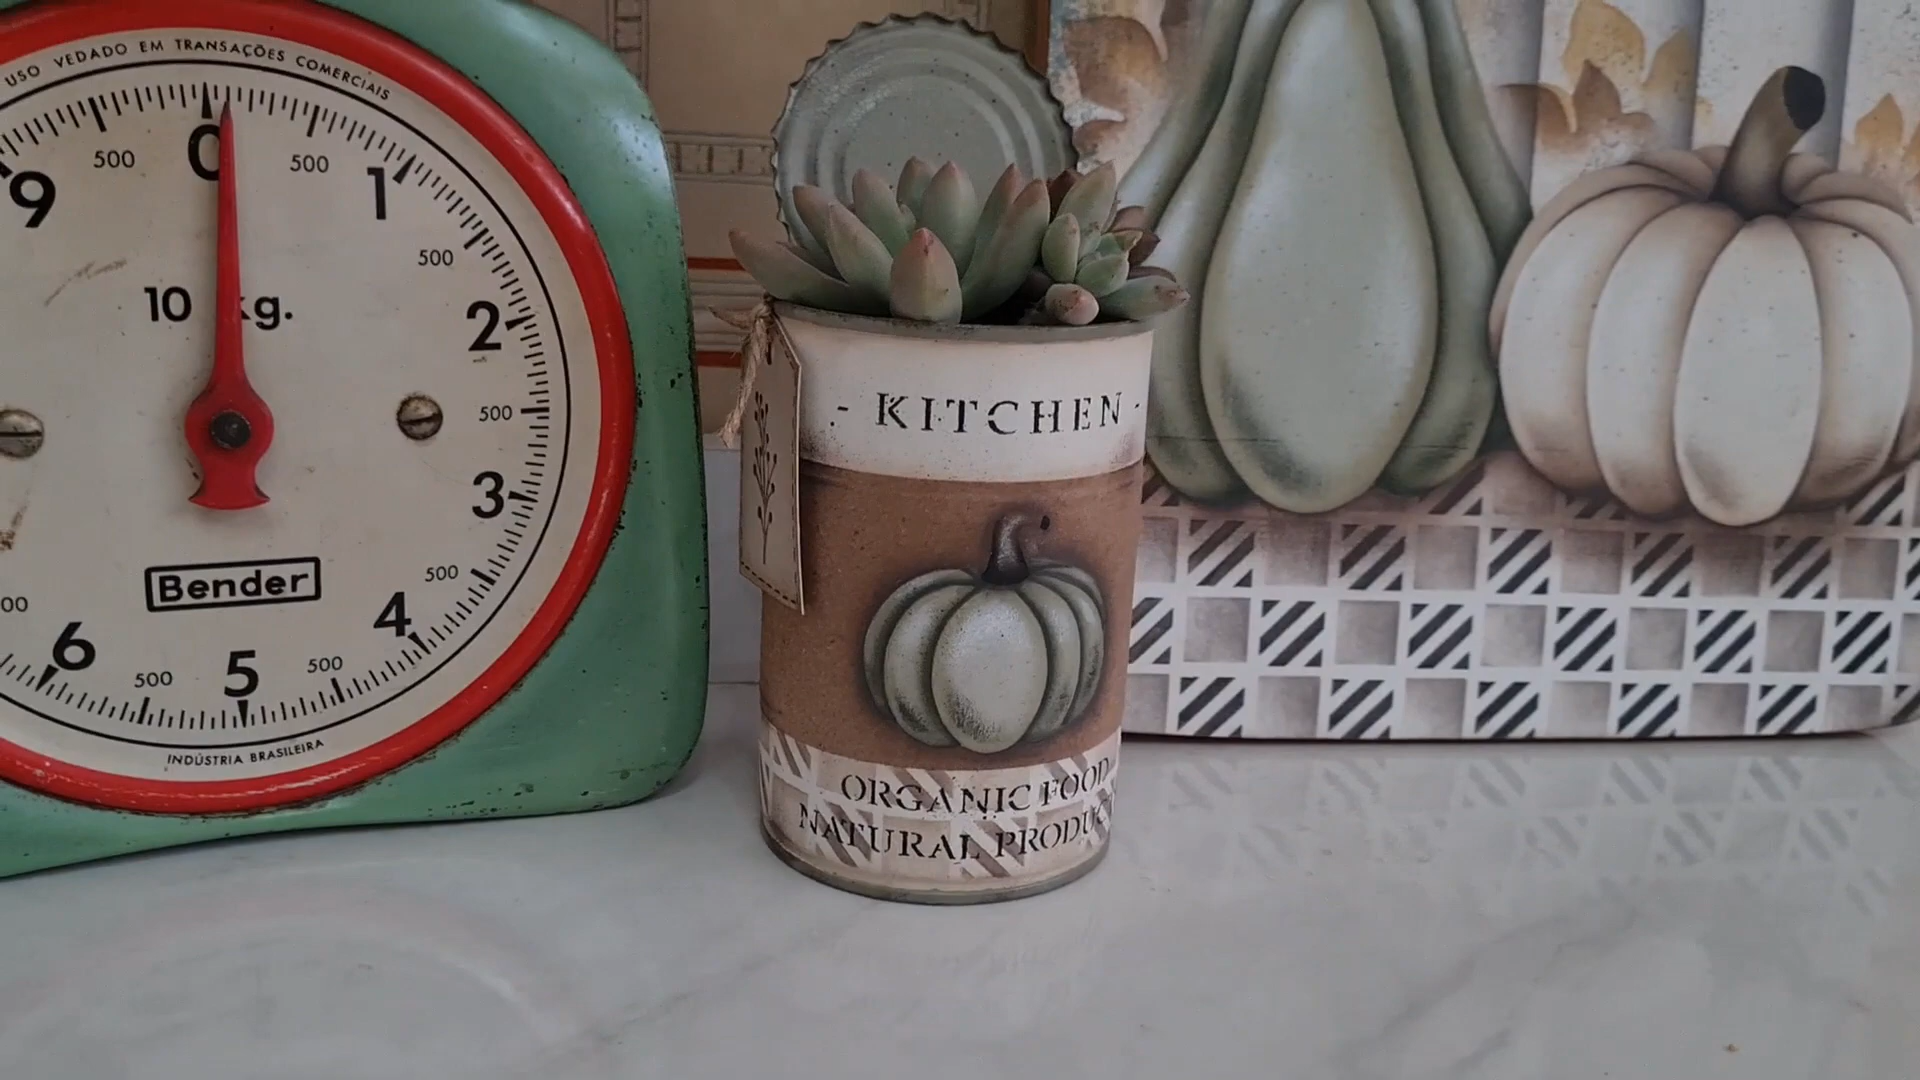 USO VEDADO EM TRANSAÇÕES COMERCIAIS
0
500
500
9
1
500
10 kg.
2
500
3
Bender
500
4
6
5
500
500
INDÚSTRIA BRASILEIRA
- KITCHEN -
ORGANIC FOOD
NATURAL